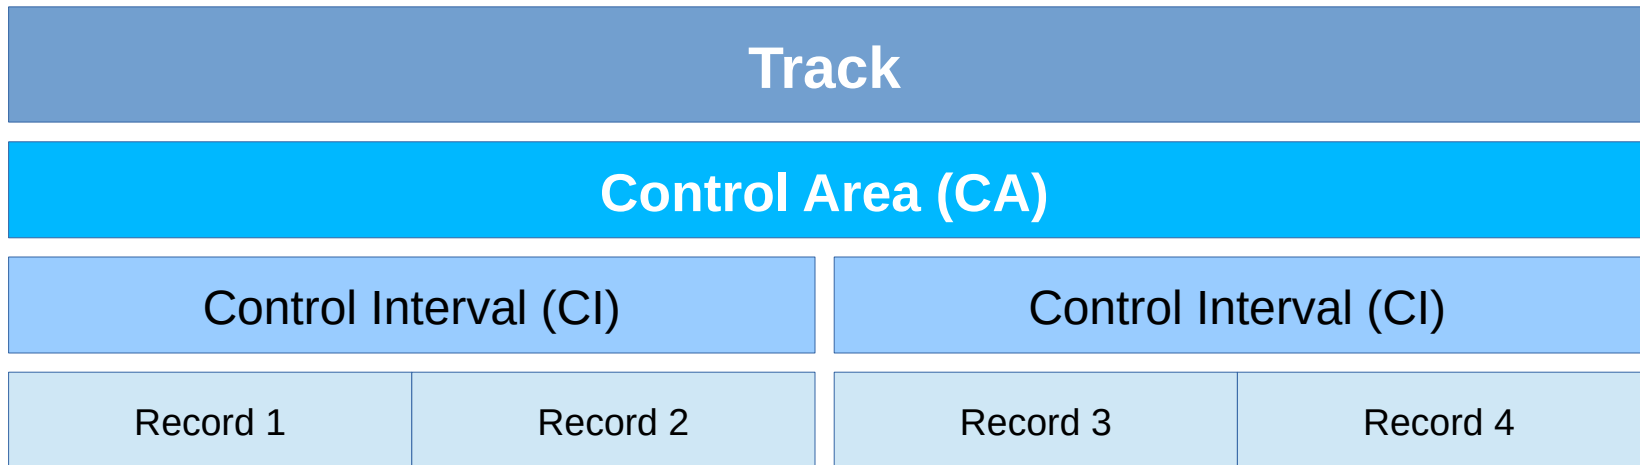 Track
Control Area (CA)
Control Interval (CI) Control Interval (CI)
Record 1 Record 2 Record 3 Record 4